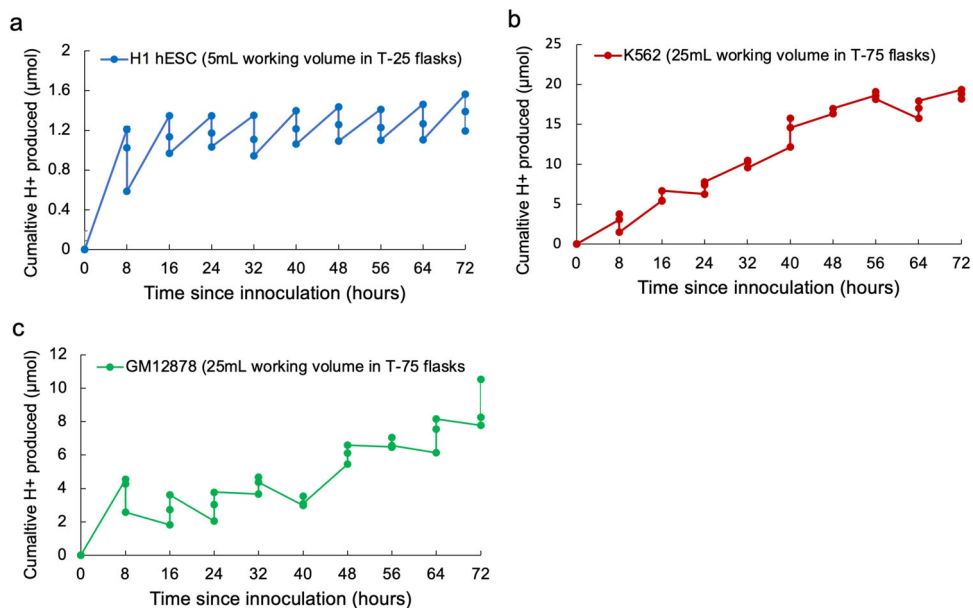 a
H1 hESC (5mL working volume in T-25 flasks)
Cumaltive H+ produced (µmol)
2
1.6
1.2
0.8
0.4
0
0 8 16 24 32 40 48 56 64 72
Time since innoculation (hours)
b
K562 (25mL working volume in T-75 flasks)
Cumaltive H+ produced (µmol)
25
20
15
10
5
0
0 8 16 24 32 40 48 56 64 72
Time since innoculation (hours)
c
GM12878 (25mL working volume in T-75 flasks
Cumaltive H+ produced (µmol)
12
10
8
6
4
2
0
0 8 16 24 32 40 48 56 64 72
Time since innoculation (hours)